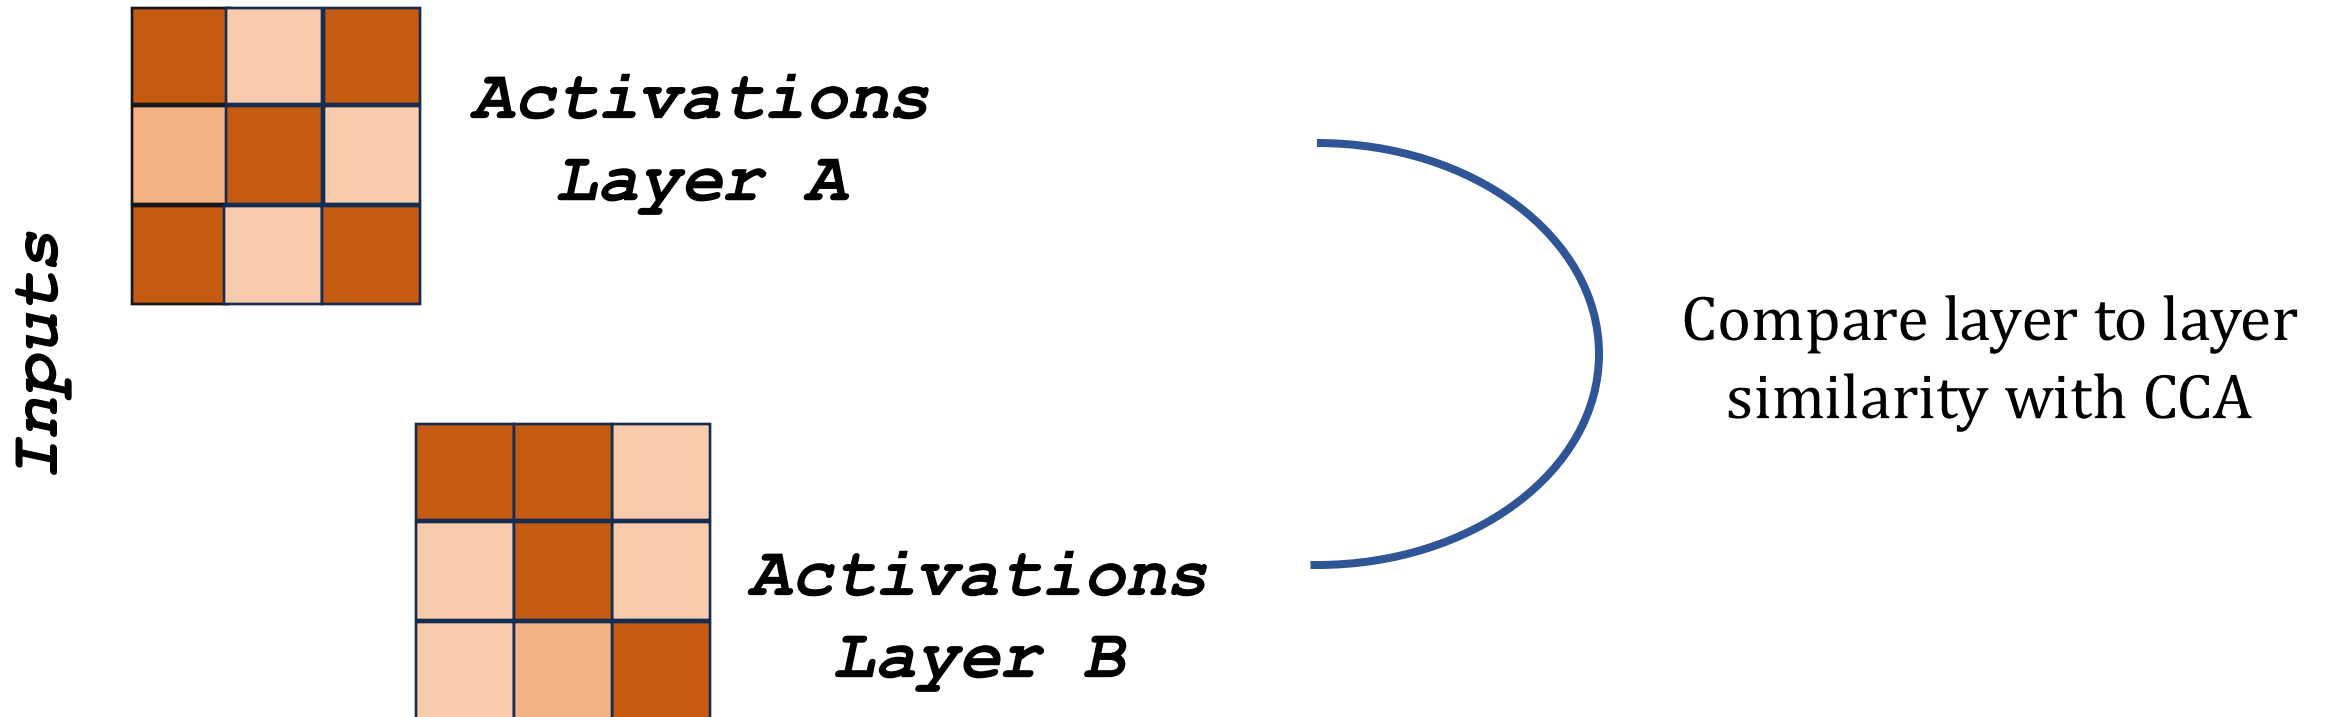 Inputs
Activations
Layer A
Activations
Layer B
Compare layer to layer
similarity with CCA